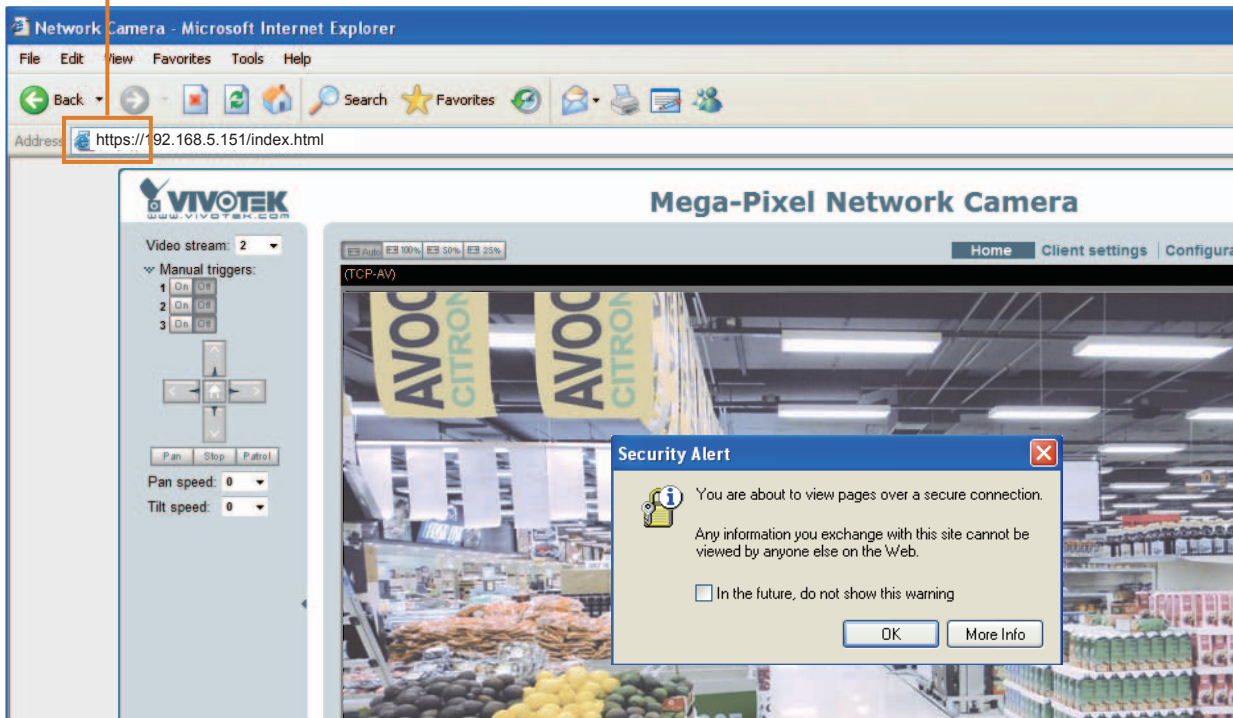 Network Camera - Microsoft Internet Explorer
File Edit View Favorites Tools Help
Back Search Favorites
Address https://192.168.5.151/index.html
VIVOTEK
www.vivotek.com
Mega-Pixel Network Camera
Video stream: 2
Auto 100% 50% 25%
Home Client settings Configura
Manual triggers:
(TCP-AV)
1 On Off
2 On Off
3 On Off
AVOC
CITRON
AVOC
CITRON
Pan Stop Patrol
Pan speed: 0
Tilt speed: 0
Security Alert
You are about to view pages over a secure connection.
Any information you exchange with this site cannot be
viewed by anyone else on the Web.
In the future, do not show this warning
OK More Info